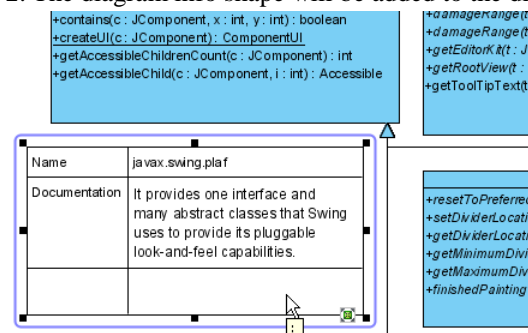 2. The diagram info shape will be added to the
+contains(c : JComponent, x : int, y : int) : boolean
+createUI(c : JComponent) : ComponentUI
+getAccessibleChildrenCount(c : JComponent) : int
+getAccessibleChild(c : JComponent, i : int) : Accessible
+damageRange(t
+damageRange(t
+getEditorKit(t : J
+getRootView(t :
+getToolTipText(t
Name javax.swing.plaf
Documentation It provides one interface and
many abstract classes that Swing
uses to provide its pluggable
look-and-feel capabilities.
+resetToPreferred
+setDividerLocati
+getDividerLocati
+getMinimumDivi
+getMaximumDiv
+finishedPainting